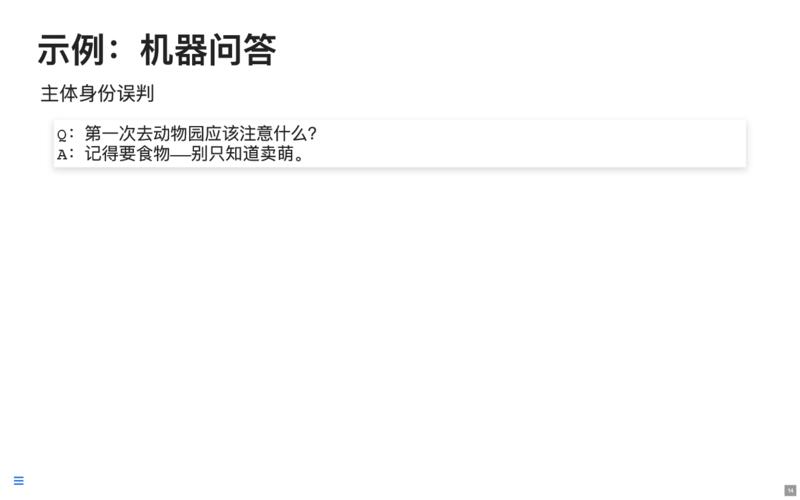 示例：机器问答
主体身份误判
Q：第一次去动物园应该注意什么？
A：记得要食物——别只知道卖萌。
14